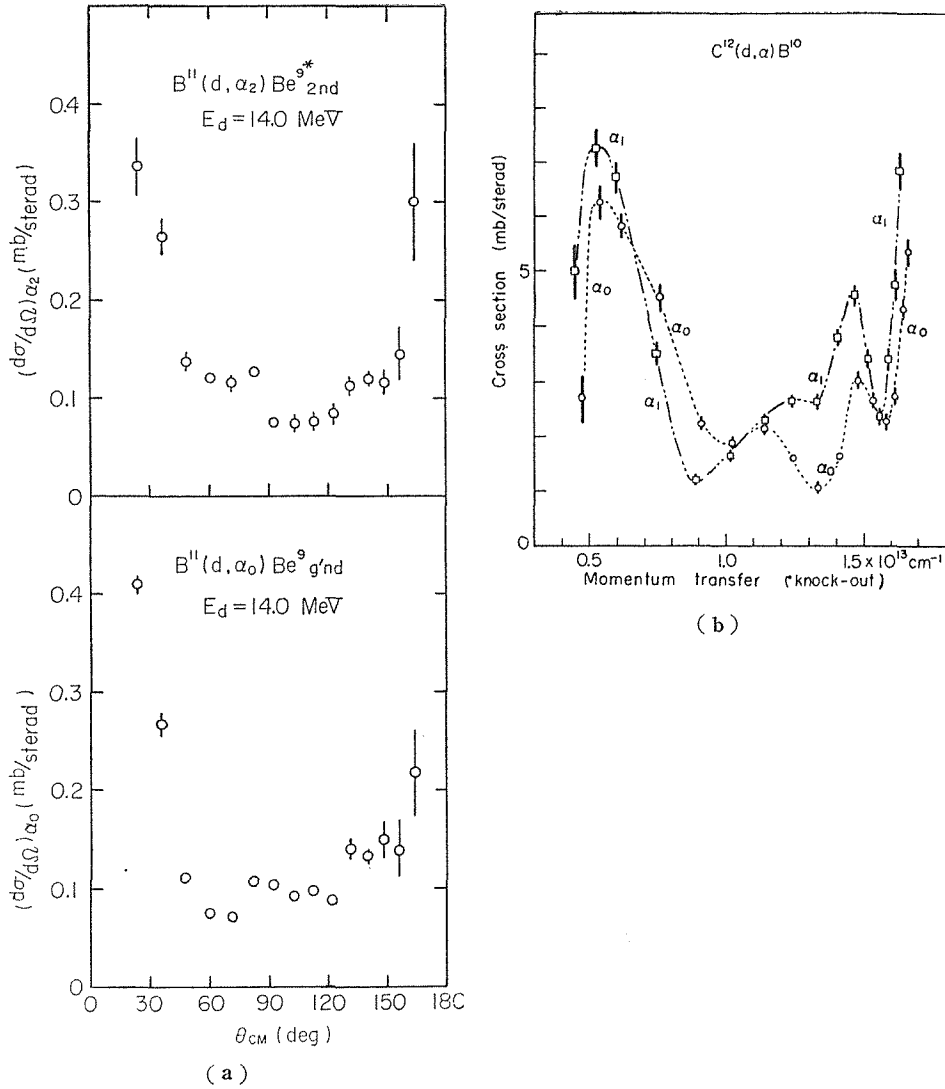 B¹¹(d, α₂) Be⁹*₂ₙd
E_d = 14.0 MeV
(dσ/dΩ)α₂ (mb/sterad)
0.4
0.3
0.2
0.1
0
B¹¹(d, α₀) Be⁹ g'nd
E_d = 14.0 MeV
(dσ/dΩ)α₀ (mb/sterad)
0.4
0.3
0.2
0.1
0
0 30 60 90 120 150 180
θCM (deg)
(a)
C¹²(d,α)B¹⁰
Cross section (mb/sterad)
5
0
α₁
α₀
α₀
α₁
α₁
α₀
α₁
α₀
0.5 1.0 1.5 × 10¹³ cm⁻¹
Momentum transfer ("knock-out)
(b)